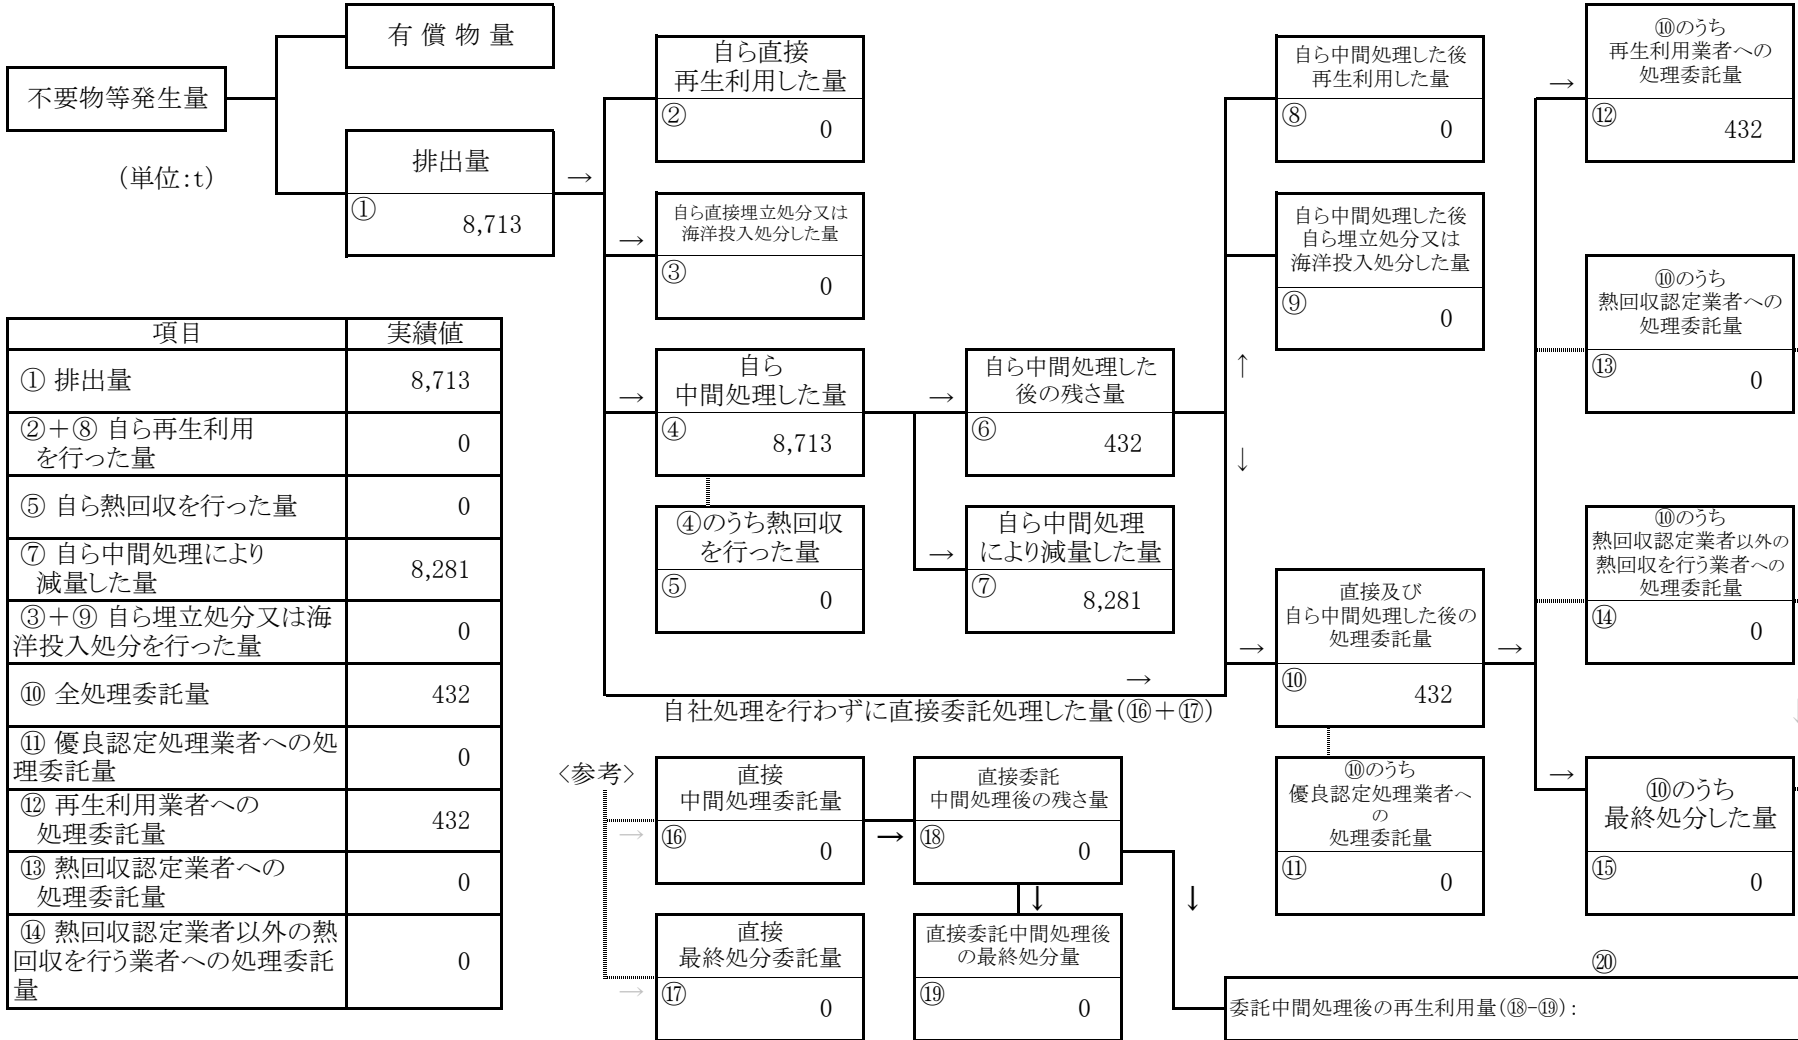 有償物量
不要物等発生量
(単位:t)
排出量
①
8,713
→
自ら直接
再生利用した量
②
0
→
自ら直接埋立処分又は
海洋投入処分した量
③
0
→
自ら
中間処理した量
④
8,713
④のうち熱回収
を行った量
⑤
0
→
自ら中間処理した
後の残さ量
⑥
432
→
自ら中間処理
により減量した量
⑦
8,281
自ら中間処理した後
再生利用した量
⑧
0
自ら中間処理した後
自ら埋立処分又は
海洋投入処分した量
⑨
0
↑
↓
→
直接及び
自ら中間処理した後の
処理委託量
⑩
432
→
⑩のうち
優良認定処理業者へ
の
処理委託量
⑪
0
→
⑩のうち
再生利用業者への
処理委託量
⑫
432
⑩のうち
熱回収認定業者への
処理委託量
⑬
0
⑩のうち
熱回収認定業者以外の
熱回収を行う業者への
処理委託量
⑭
0
→
⑩のうち
最終処分した量
⑮
0
→
自社処理を行わずに直接委託処理した量(⑯+⑰)
<参考>
→
直接
中間処理委託量
⑯
0
→
直接委託
中間処理後の残さ量
⑱
0
↓
↓
→
直接
最終処分委託量
⑰
0
直接委託中間処理後
の最終処分量
⑲
0
⑳
委託中間処理後の再生利用量(⑱-⑲):
項目 実績値
① 排出量 8,713
②+⑧ 自ら再生利用
を行った量 0
⑤ 自ら熱回収を行った量 0
⑦ 自ら中間処理により
減量した量 8,281
③+⑨ 自ら埋立処分又は海
洋投入処分を行った量 0
⑩ 全処理委託量 432
⑪ 優良認定処理業者への処
理委託量 0
⑫ 再生利用業者への
処理委託量 432
⑬ 熱回収認定業者への
処理委託量 0
⑭ 熱回収認定業者以外の熱
回収を行う業者への処理委託
量 0